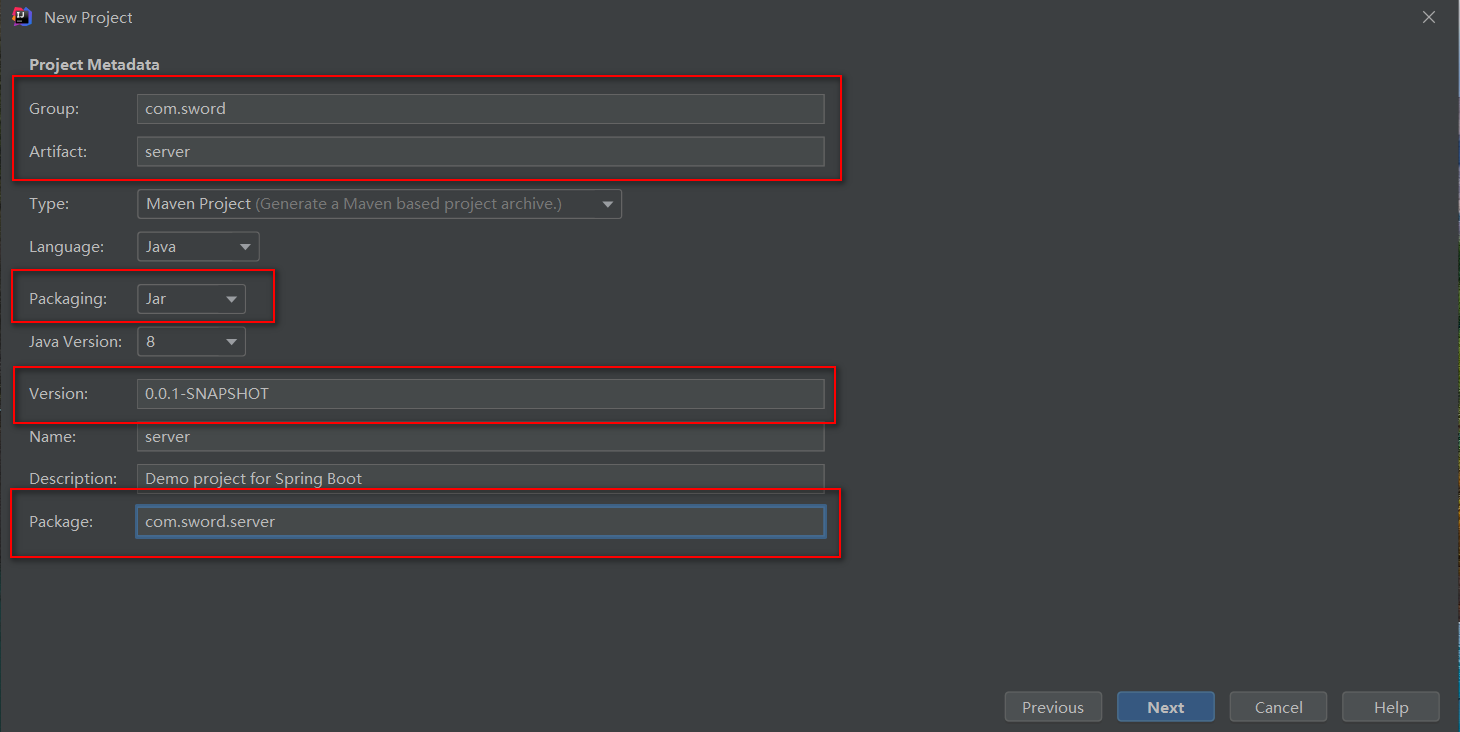 New Project
Project Metadata
Group: com.sword
Artifact: server
Type: Maven Project (Generate a Maven based project archive.)
Language: Java
Packaging: Jar
Java Version: 8
Version: 0.0.1-SNAPSHOT
Name: server
Description: Demo project for Spring Boot
Package: com.sword.server
Previous Next Cancel Help